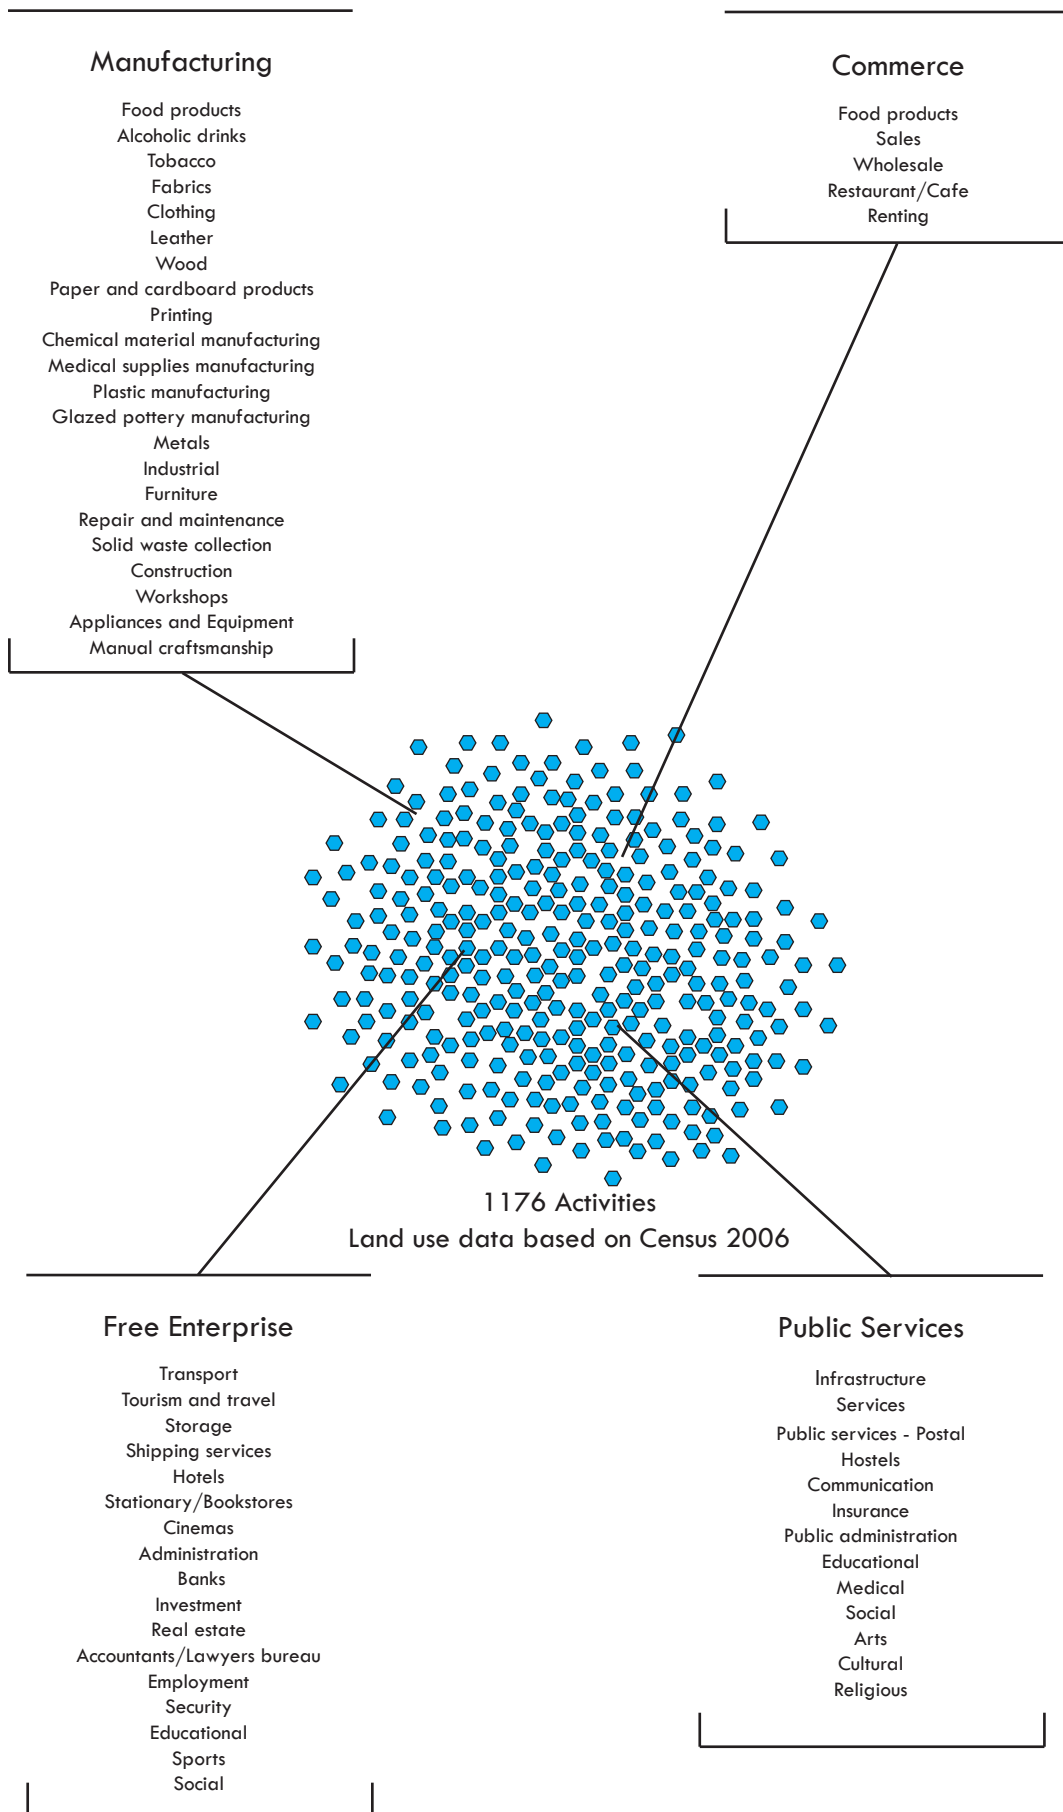 Manufacturing
Food products
Alcoholic drinks
Tobacco
Fabrics
Clothing
Leather
Wood
Paper and cardboard products
Printing
Chemical material manufacturing
Medical supplies manufacturing
Plastic manufacturing
Glazed pottery manufacturing
Metals
Industrial
Furniture
Repair and maintenance
Solid waste collection
Construction
Workshops
Appliances and Equipment
Manual craftsmanship
Commerce
Food products
Sales
Wholesale
Restaurant/Cafe
Renting
1176 Activities
Land use data based on Census 2006
Free Enterprise
Transport
Tourism and travel
Storage
Shipping services
Hotels
Stationary/Bookstores
Cinemas
Administration
Banks
Investment
Real estate
Accountants/Lawyers bureau
Employment
Security
Educational
Sports
Social
Public Services
Infrastructure
Services
Public services - Postal
Hostels
Communication
Insurance
Public administration
Educational
Medical
Social
Arts
Cultural
Religious